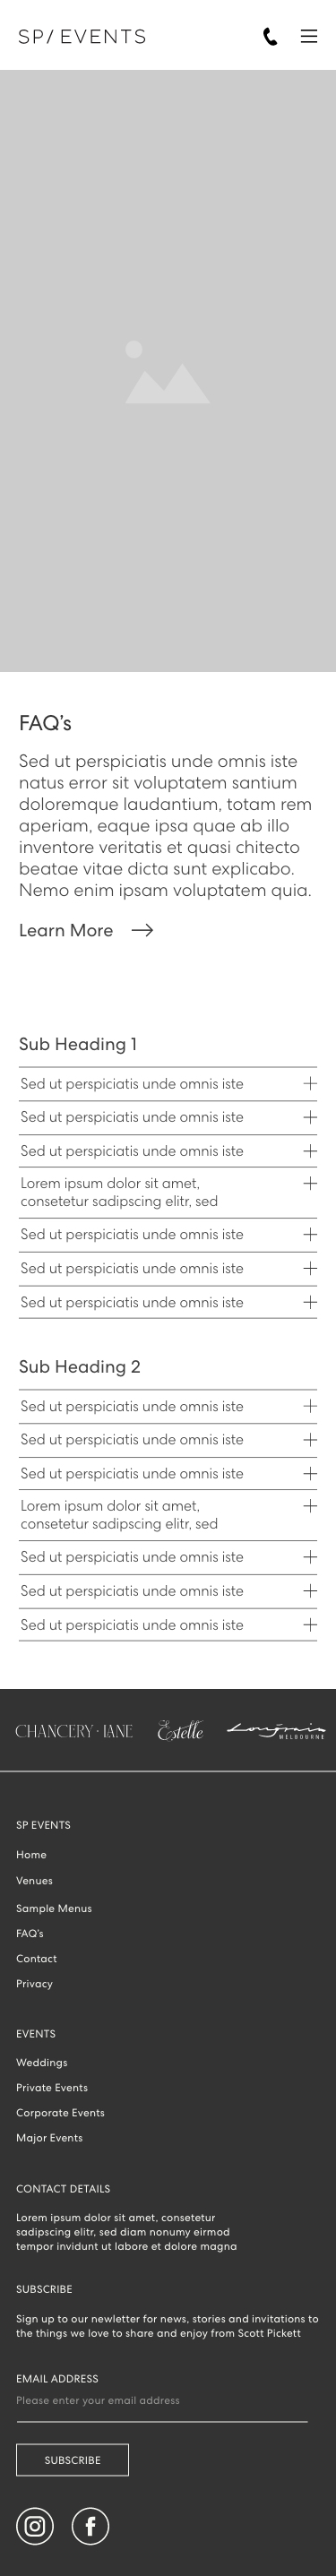 SP/ EVENTS
FAQ's
Sed ut perspiciatis unde omnis iste
natus error sit voluptatem santium
doloremque laudantium, totam rem
aperiam, eaque ipsa quae ab illo
inventore veritatis et quasi chitecto
beatae vitae dicta sunt explicabo.
Nemo enim ipsam voluptatem quia.
Learn More
Sub Heading 1
Sed ut perspiciatis unde omnis iste
Sed ut perspiciatis unde omnis iste
Sed ut perspiciatis unde omnis iste
Lorem ipsum dolor sit amet,
consetetur sadipscing elitr, sed
Sed ut perspiciatis unde omnis iste
Sed ut perspiciatis unde omnis iste
Sed ut perspiciatis unde omnis iste
Sub Heading 2
Sed ut perspiciatis unde omnis iste
Sed ut perspiciatis unde omnis iste
Sed ut perspiciatis unde omnis iste
Lorem ipsum dolor sit amet,
consetetur sadipscing elitr, sed
Sed ut perspiciatis unde omnis iste
Sed ut perspiciatis unde omnis iste
Sed ut perspiciatis unde omnis iste
CHANCERY · LANE
Estelle
Longrain
MELBOURNE
SP EVENTS
Home
Venues
Sample Menus
FAQ's
Contact
Privacy
EVENTS
Weddings
Private Events
Corporate Events
Major Events
CONTACT DETAILS
Lorem ipsum dolor sit amet, consetetur
sadipscing elitr, sed diam nonumy eirmod
tempor invidunt ut labore et dolore magna
SUBSCRIBE
Sign up to our newletter for news, stories and invitations to
the things we love to share and enjoy from Scott Pickett
EMAIL ADDRESS
Please enter your email address
SUBSCRIBE